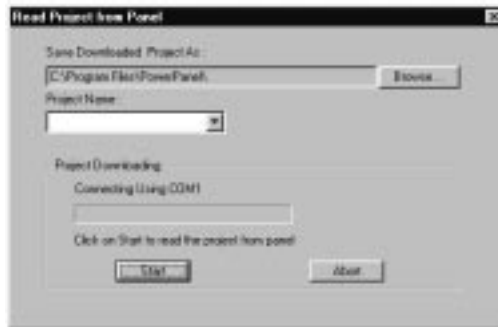 Read Project from Panel
Save Downloaded Project As:
C:\Program Files\PowerPanel\
Browse...
Project Name:
Project Downloading
Connecting Using COM1
Click on Start to read the project from panel
Start
Abort